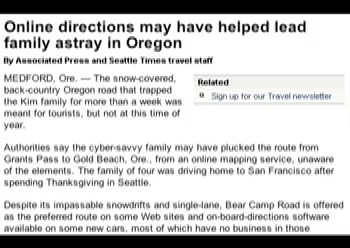 Online directions may have helped lead
family astray in Oregon
By Associated Press and Seattle Times travel staff
MEDFORD, Ore. — The snow-covered,
back-country Oregon road that trapped
the Kim family for more than a week was
meant for tourists, but not at this time of
year.
Related
Sign up for our Travel newsletter
Authorities say the cyber-savvy family may have plucked the route from
Grants Pass to Gold Beach, Ore., from an online mapping service, unaware
of the elements. The family of four was driving home to San Francisco after
spending Thanksgiving in Seattle.
Despite its impassable snowdrifts and single-lane, Bear Camp Road is offered
as the preferred route on some Web sites and on-board-directions software
available on some new cars, most of which have no business in those